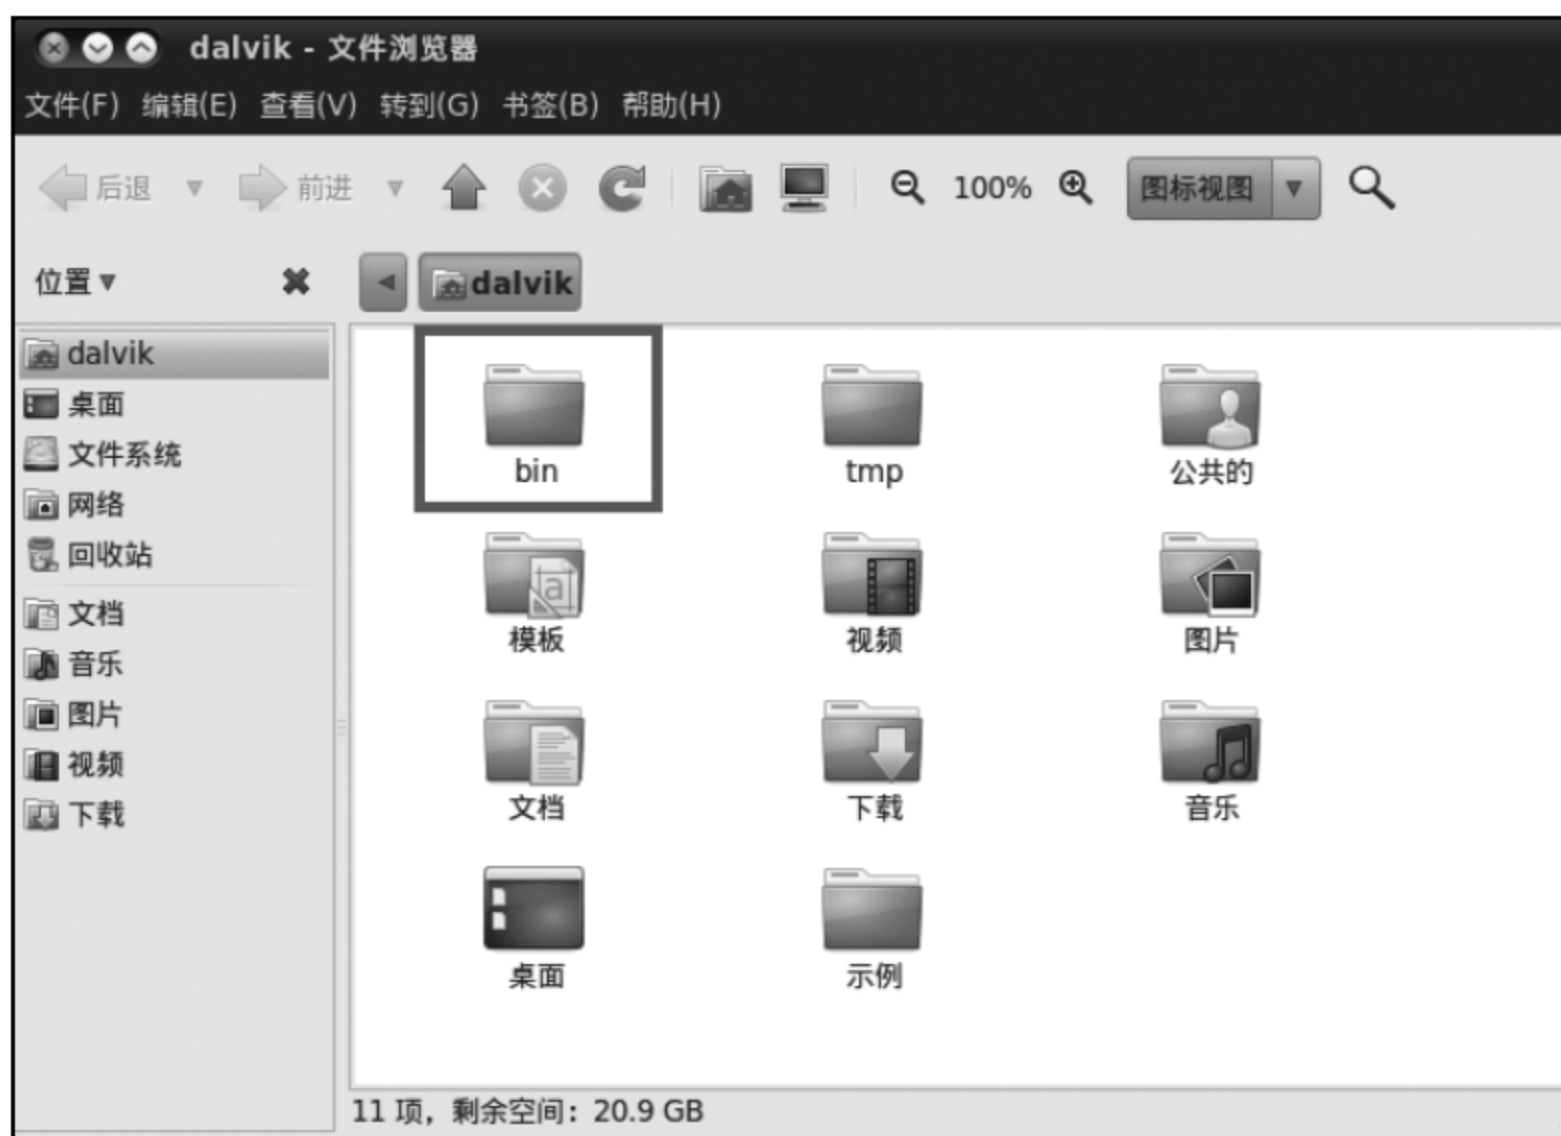 dalvik - 文件浏览器
文件(F) 编辑(E) 查看(V) 转到(G) 书签(B) 帮助(H)
后退 前进 100% 图标视图
位置 dalvik
dalvik
桌面
文件系统
网络
回收站
文档
音乐
图片
视频
下载
bin tmp 公共的
模板 视频 图片
文档 下载 音乐
桌面 示例
11 项，剩余空间：20.9 GB